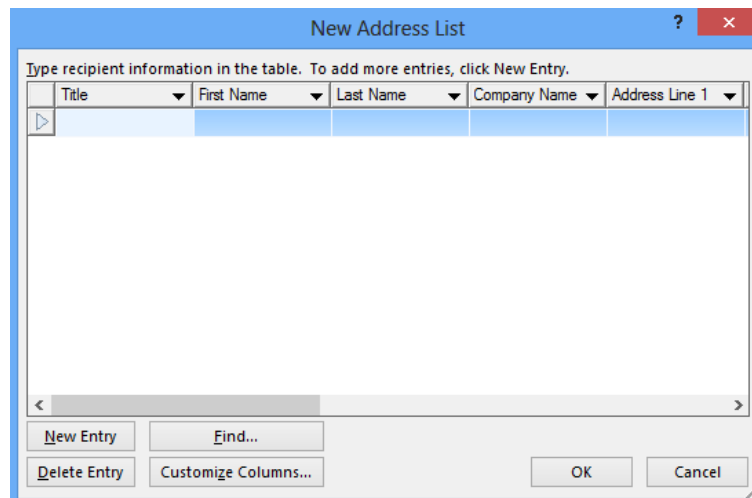 New Address List
? ×
Type recipient information in the table. To add more entries, click New Entry.
Title First Name Last Name Company Name Address Line 1
New Entry Find...
Delete Entry Customize Columns... OK Cancel